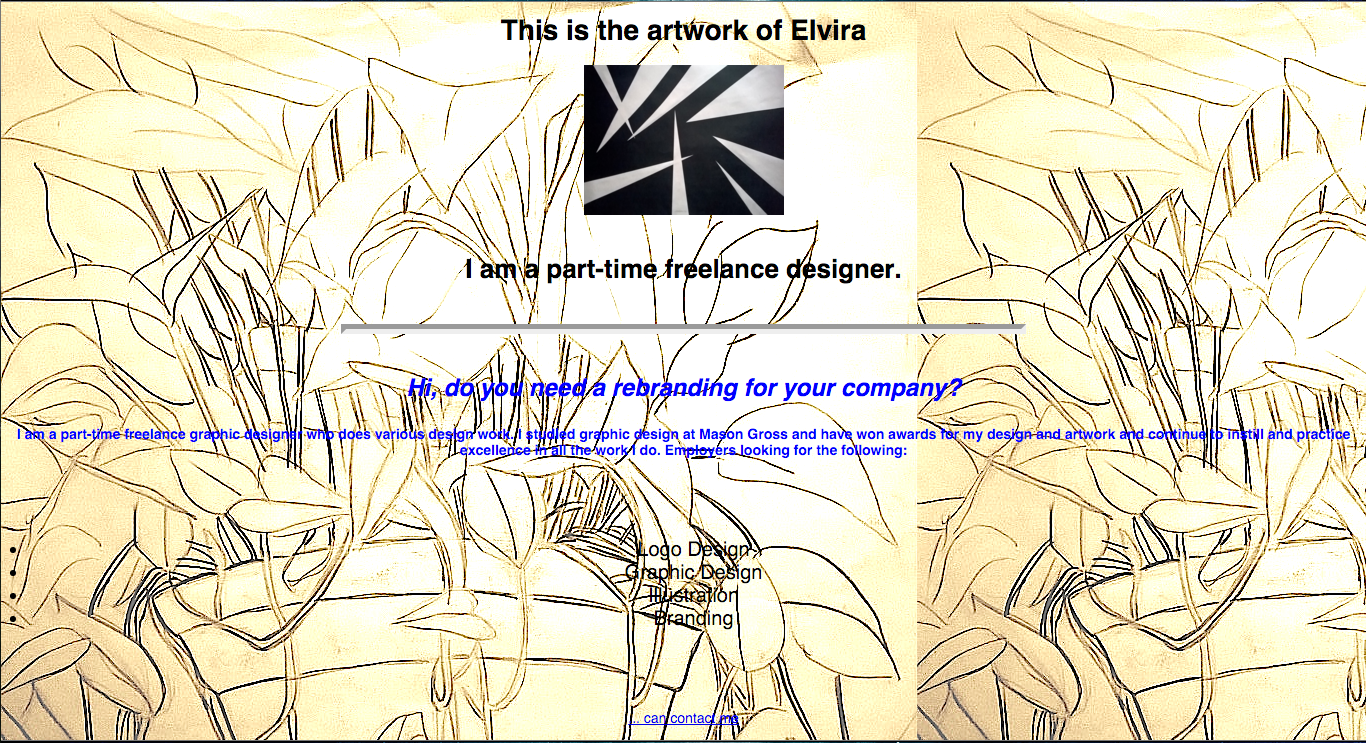 This is the artwork of Elvira
I am a part-time freelance designer.
Hi, do you need a rebranding for your company?
I am a part-time freelance graphic designer who does various design work. I studied graphic design at Mason Gross and have won awards for my design and artwork and continue to instill and practice
excellence in all the work I do. Employers looking for the following:
Logo Design
Graphic Design
Illustration
Branding
... can contact me